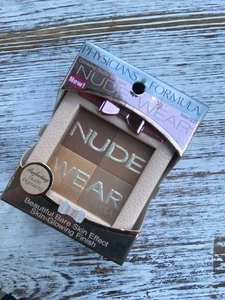 PHYSICIANS FORMULA
New!
NUDE WEAR
NUDE
WEAR
Beautiful Bare Skin Effect
Skin-Glowing Finish